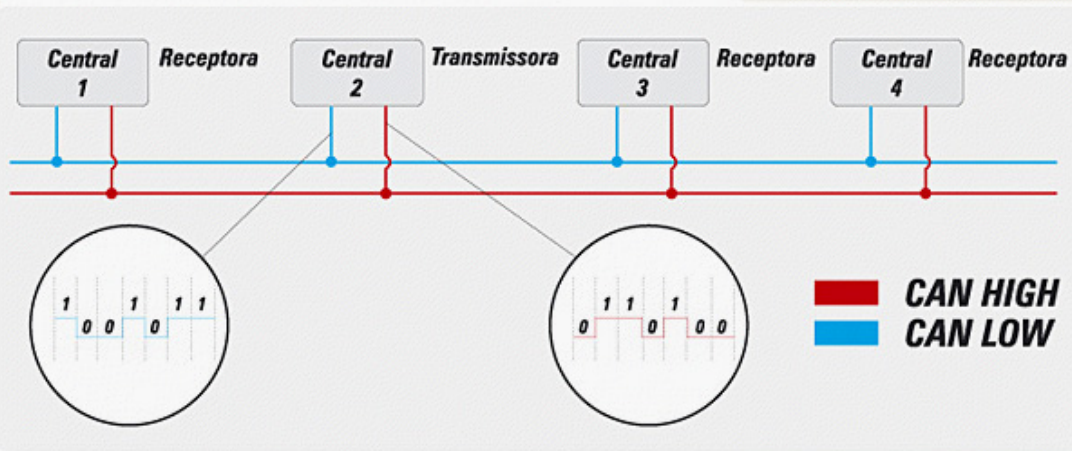 Central
1
Receptora
Central
2
Transmissora
Central
3
Receptora
Central
4
Receptora
1 0 0 1 0 1 1
0 1 1 0 1 0 0
CAN HIGH
CAN LOW